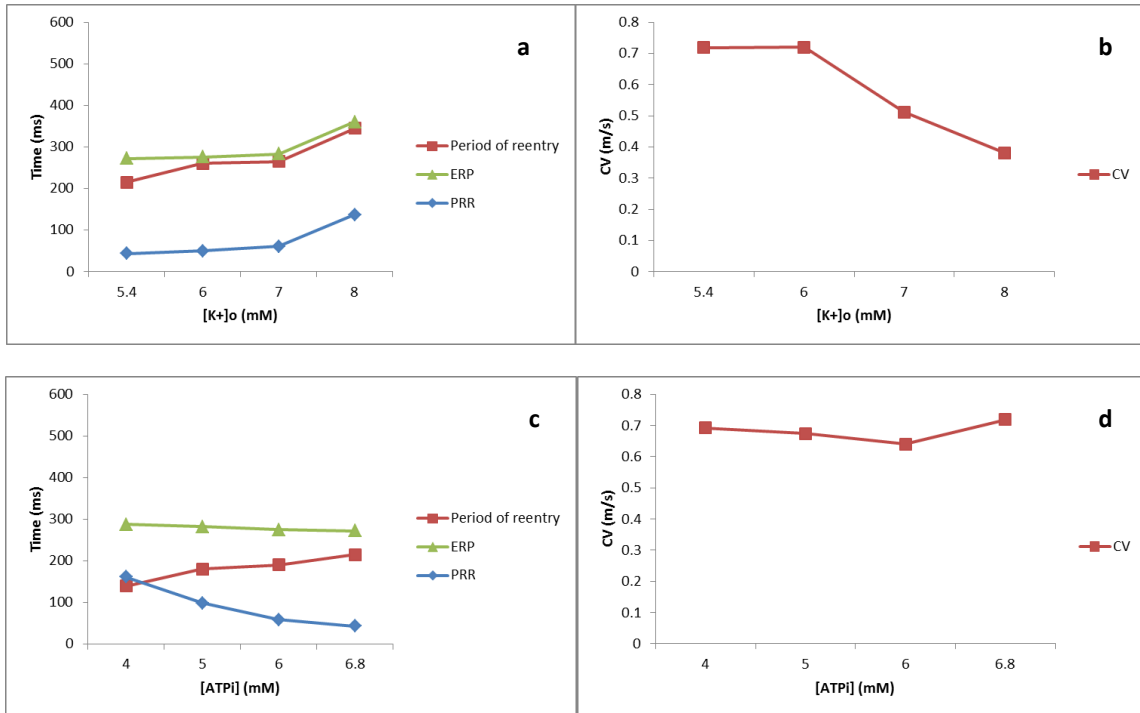 a
600
500
400
300
200
100
0
Time (ms)
5.4 6 7 8
[K+]o (mM)
Period of reentry
ERP
PRR
b
0.8
0.7
0.6
0.5
0.4
0.3
0.2
0.1
0
CV (m/s)
5.4 6 7 8
[K+]o (mM)
CV
c
600
500
400
300
200
100
0
Time (ms)
4 5 6 6.8
[ATPi] (mM)
Period of reentry
ERP
PRR
d
0.8
0.7
0.6
0.5
0.4
0.3
0.2
0.1
0
CV (m/s)
4 5 6 6.8
[ATPi] (mM)
CV